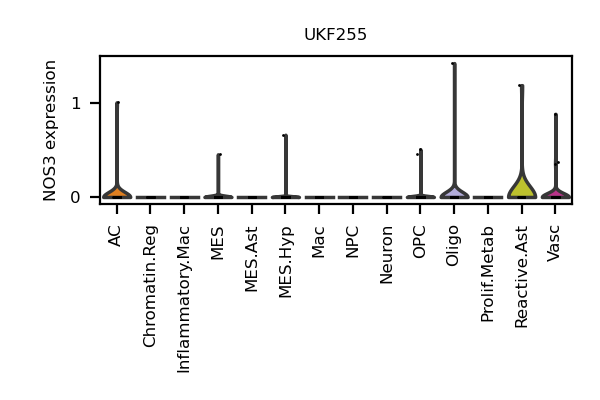 UKF255
NOS3 expression
1
0
AC
Chromatin.Reg
Inflammatory.Mac
MES
MES.Ast
MES.Hyp
Mac
NPC
Neuron
OPC
Oligo
Prolif.Metab
Reactive.Ast
Vasc